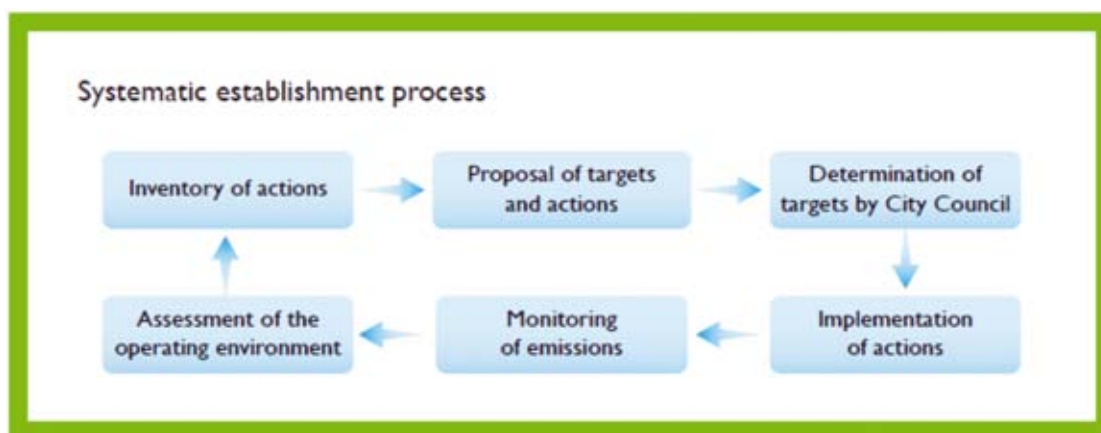 Systematic establishment process
Inventory of actions
Proposal of targets
and actions
Determination of
targets by City Council
Implementation
of actions
Monitoring
of emissions
Assessment of the
operating environment